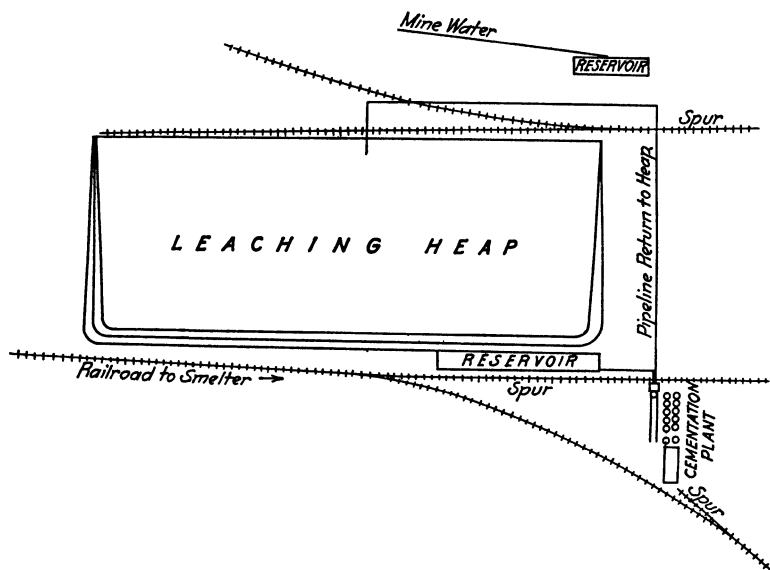 Mine Water
RESERVOIR
Spur
Pipeline Return to Heap
LEACHING HEAP
RESERVOIR
Railroad to Smelter →
Spur
CEMENTATION
PLANT
Spur